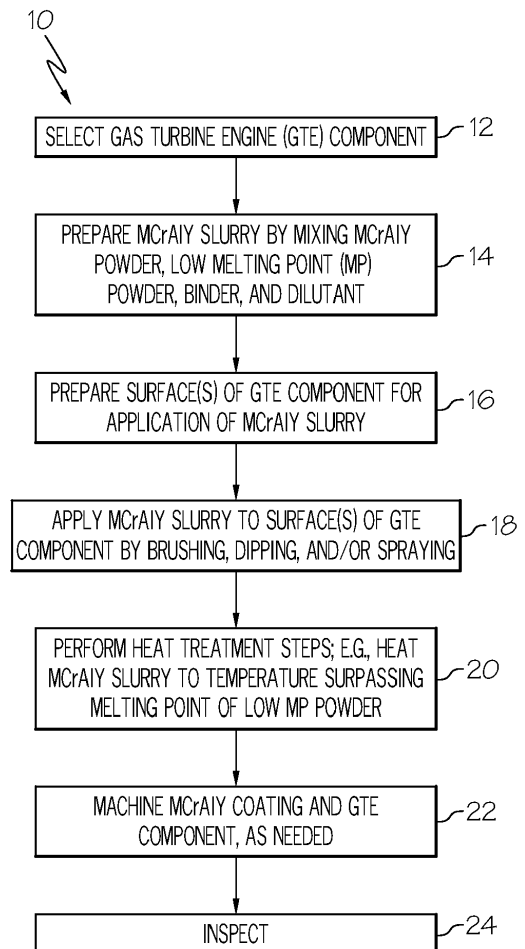 10
SELECT GAS TURBINE ENGINE (GTE) COMPONENT
12
PREPARE MCrAlY SLURRY BY MIXING MCrAlY
POWDER, LOW MELTING POINT (MP)
POWDER, BINDER, AND DILUTANT
14
PREPARE SURFACE(S) OF GTE COMPONENT FOR
APPLICATION OF MCrAlY SLURRY
16
APPLY MCrAlY SLURRY TO SURFACE(S) OF GTE
COMPONENT BY BRUSHING, DIPPING, AND/OR SPRAYING
18
PERFORM HEAT TREATMENT STEPS; E.G., HEAT
MCrAlY SLURRY TO TEMPERATURE SURPASSING
MELTING POINT OF LOW MP POWDER
20
MACHINE MCrAlY COATING AND GTE
COMPONENT, AS NEEDED
22
INSPECT
24